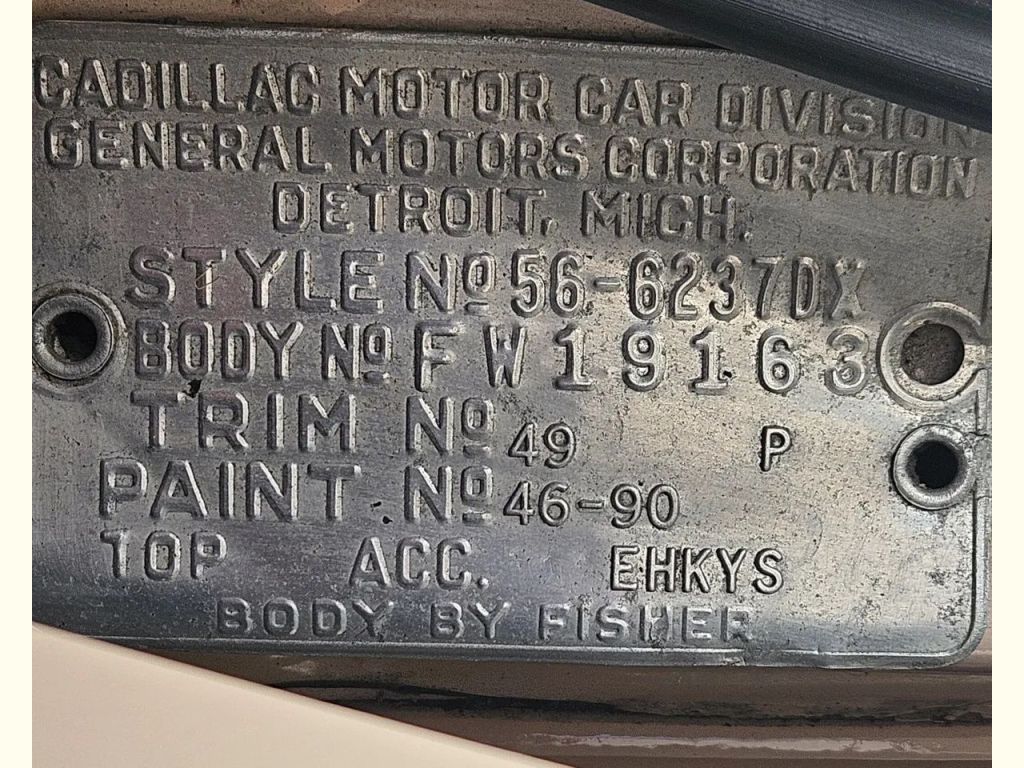 CADILLAC MOTOR CAR DIVISION
GENERAL MOTORS CORPORATION
DETROIT, MICH.
STYLE Nº 56-6237DX
BODY Nº FW19163
TRIM Nº 49 P
PAINT Nº 46-90
TOP ACC. EHKYS
BODY BY FISHER